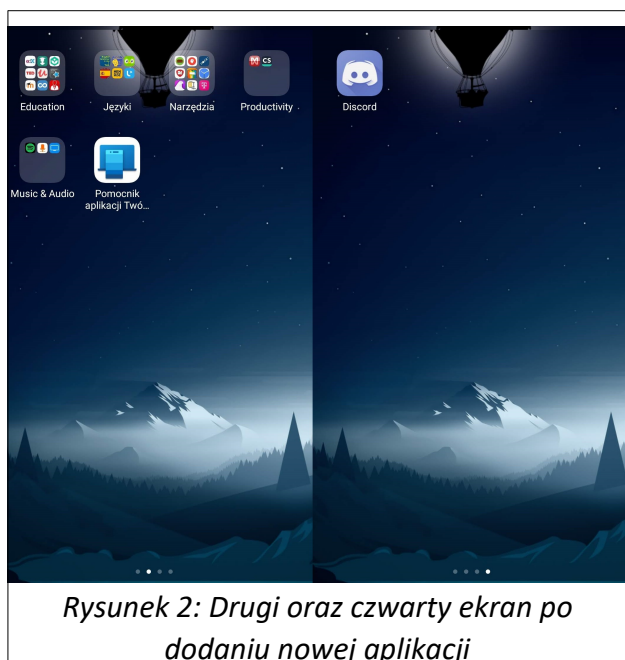 Education Języki Narzędzia Productivity Discord
Music & Audio Pomocnik
aplikacji Twó...
Rysunek 2: Drugi oraz czwarty ekran po
dodaniu nowej aplikacji